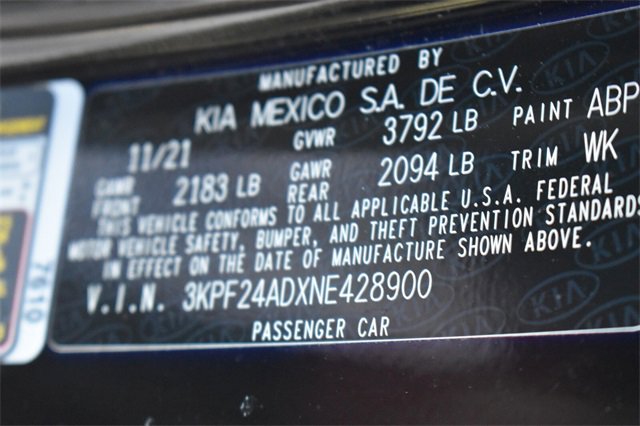 MANUFACTURED BY
KIA MEXICO S.A. DE C.V.
11/21 GVWR 3792 LB PAINT ABP
GAWR FRONT 2183 LB GAWR REAR 2094 LB TRIM WK
THIS VEHICLE CONFORMS TO ALL APPLICABLE U.S.A. FEDERAL
MOTOR VEHICLE SAFETY, BUMPER, AND THEFT PREVENTION STANDARDS
IN EFFECT ON THE DATE OF MANUFACTURE SHOWN ABOVE.
V.I.N. 3KPF24ADXNE428900
PASSENGER CAR
7610